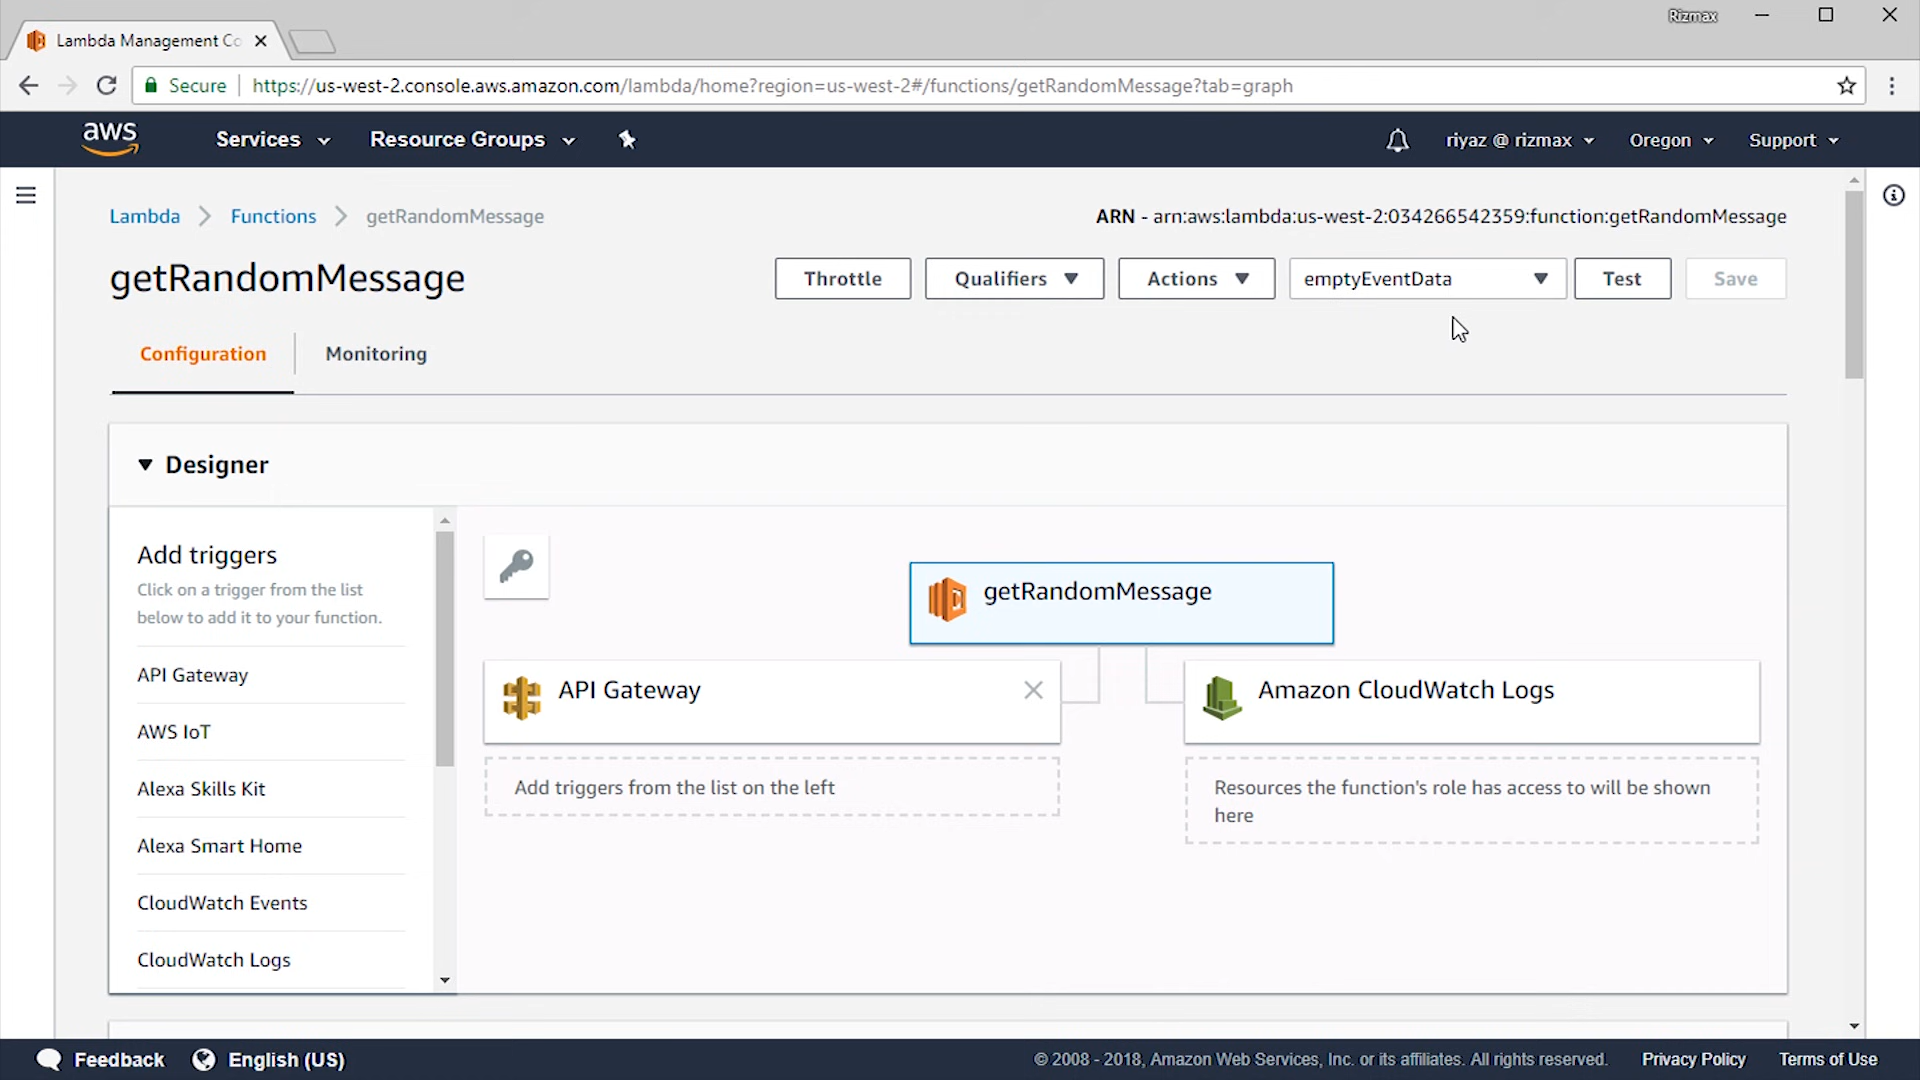 Rizmax
Lambda Management Co
Secure
https://us-west-2.console.aws.amazon.com/lambda/home?region=us-west-2#/functions/getRandomMessage?tab=graph
aws Services Resource Groups riyaz @ rizmax Oregon Support
Lambda Functions getRandomMessage
ARN - arn:aws:lambda:us-west-2:034266542359:function:getRandomMessage
getRandomMessage
Throttle Qualifiers Actions emptyEventData Test Save
Configuration Monitoring
Designer
Add triggers
Click on a trigger from the list
below to add it to your function.
API Gateway
AWS IoT
Alexa Skills Kit
Alexa Smart Home
CloudWatch Events
CloudWatch Logs
getRandomMessage
API Gateway
Add triggers from the list on the left
Amazon CloudWatch Logs
Resources the function's role has access to will be shown
here
Feedback English (US)
© 2008 - 2018, Amazon Web Services, Inc. or its affiliates. All rights reserved. Privacy Policy Terms of Use